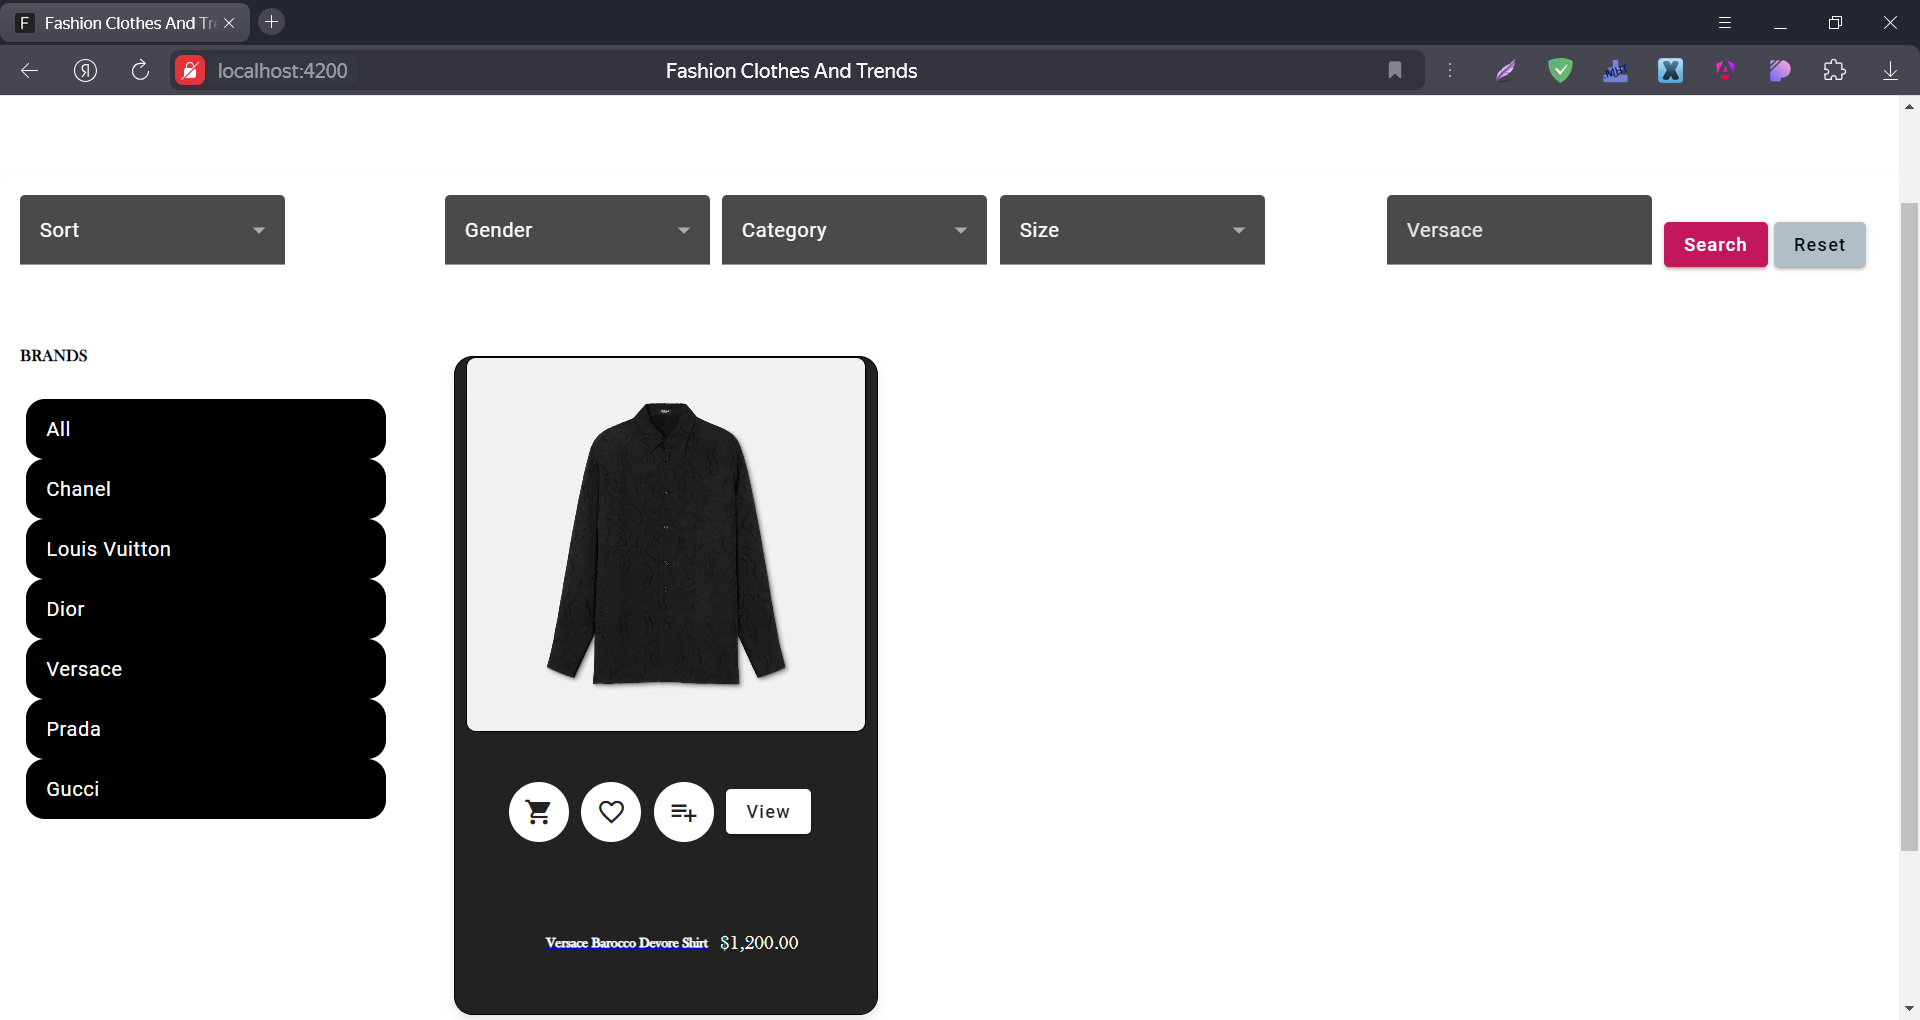 F Fashion Clothes And Tr
Я localhost:4200 Fashion Clothes And Trends
Sort Gender Category Size Versace Search Reset
BRANDS
All
Chanel
Louis Vuitton
Dior
Versace
Prada
Gucci
View
Versace Barocco Devore Shirt $1,200.00